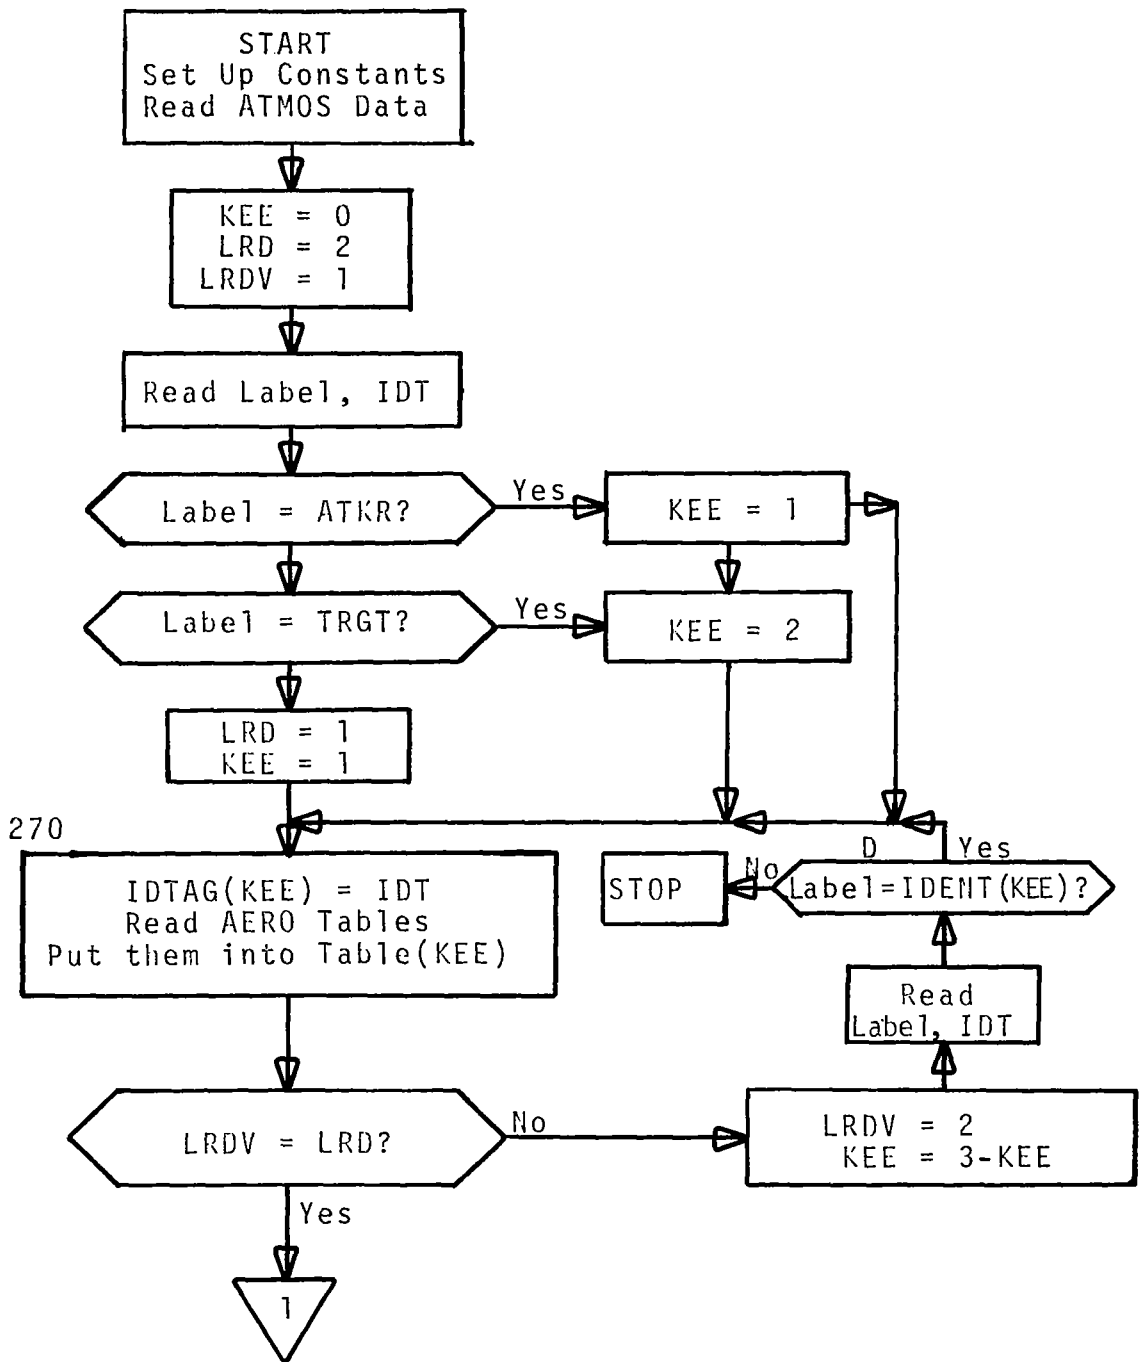 START
Set Up Constants
Read ATMOS Data
KEE = 0
LRD = 2
LRDV = 1
Read Label, IDT
Label = ATKR?
Yes
KEE = 1
Label = TRGT?
Yes
KEE = 2
LRD = 1
KEE = 1
270
IDTAG(KEE) = IDT
Read AERO Tables
Put them into Table(KEE)
STOP
No
D
Yes
Label=IDENT(KEE)?
Read
Label, IDT
LRDV = LRD?
No
LRDV = 2
KEE = 3-KEE
Yes
1